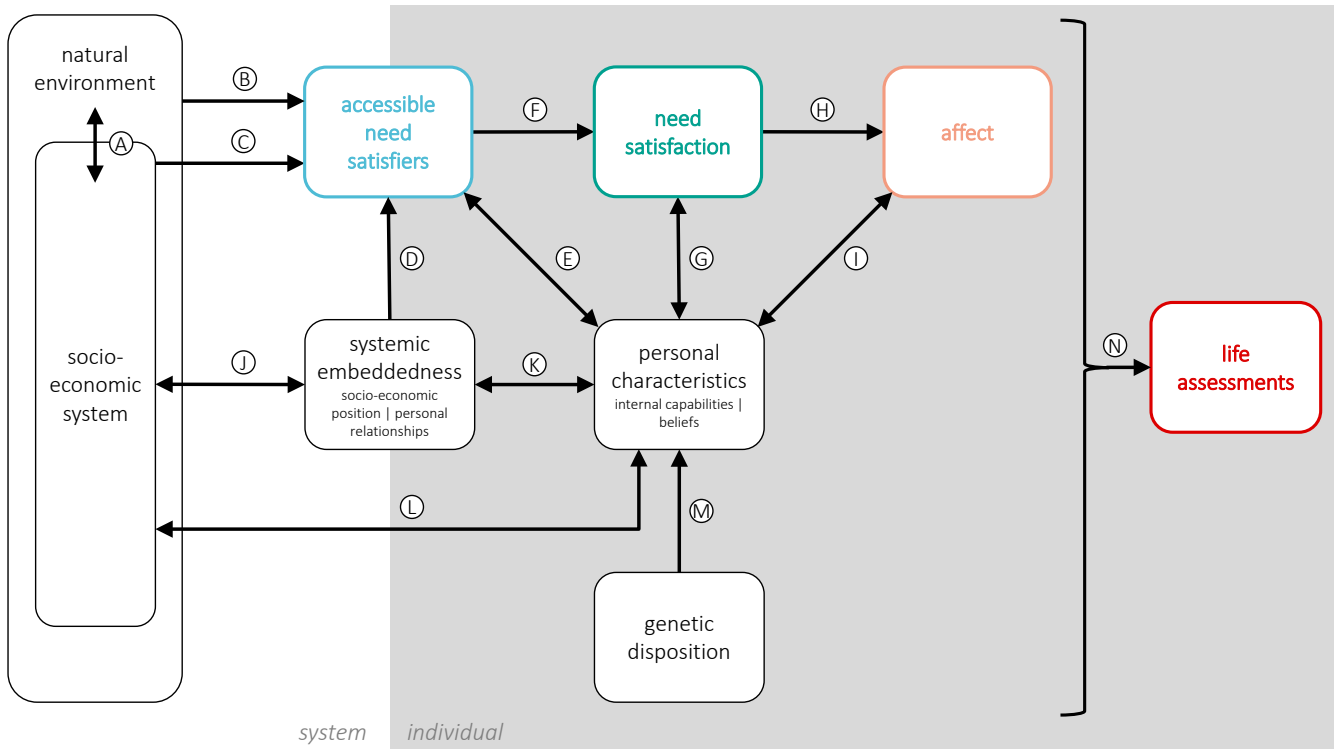 natural
environment
A
B
C
accessible
need
satisfiers
F
need
satisfaction
H
affect
D
E
G
I
socio-
economic
system
J
systemic
embeddedness
socio-economic
position | personal
relationships
K
personal
characteristics
internal capabilities |
beliefs
N
life
assessments
L
M
genetic
disposition
system
individual